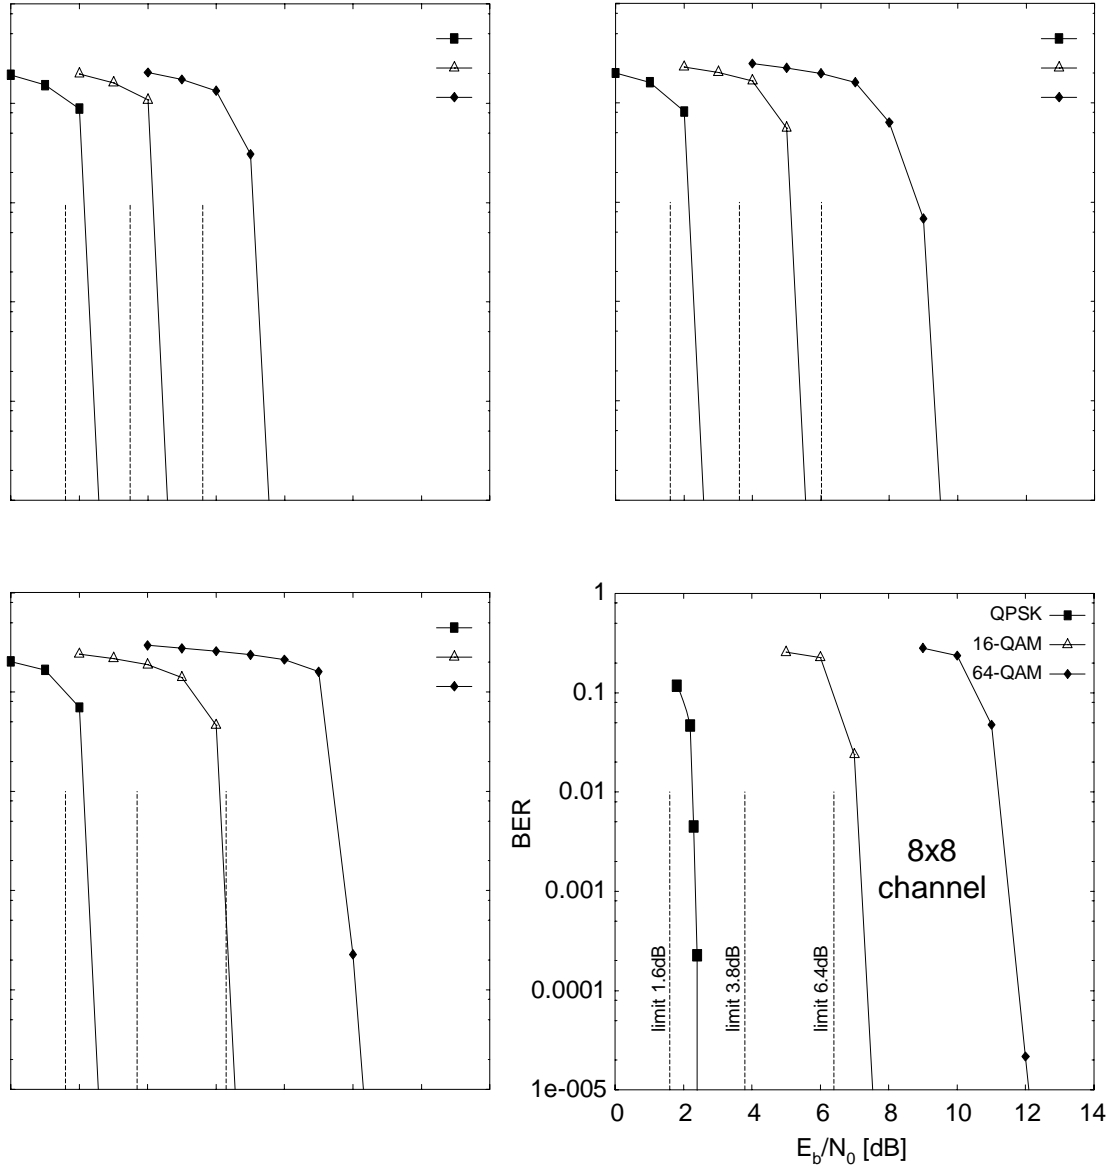 1
QPSK
16-QAM
64-QAM
0.1
0.01
BER
8x8
channel
0.001
limit 1.6dB
limit 3.8dB
limit 6.4dB
0.0001
1e-005
0 2 4 6 8 10 12 14
E_b/N_0 [dB]